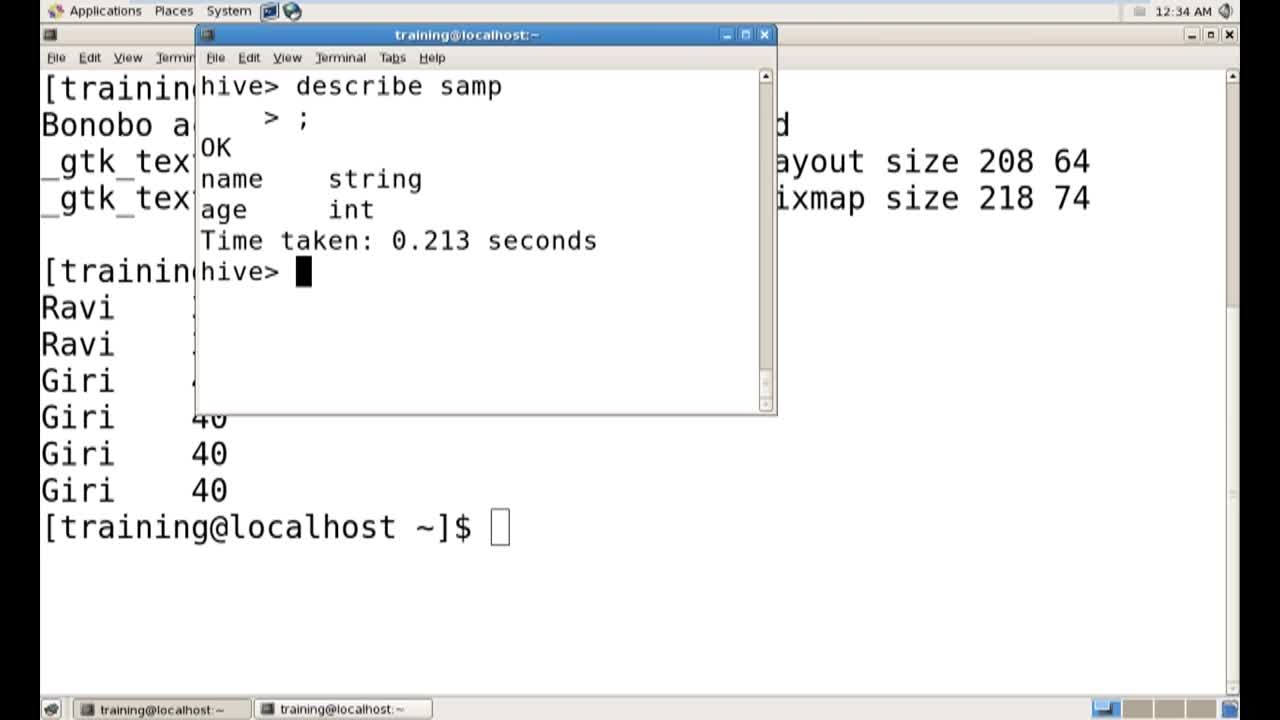 Applications Places System 12:34 AM
training@localhost:~
File Edit View Termin
File Edit View Terminal Tabs Help
hive> describe samp
> ;
OK
name string
age int
Time taken: 0.213 seconds
hive>
[trainin
Bonobo a d
_gtk_tex ayout size 208 64
_gtk_tex ixmap size 218 74
[trainin
Ravi
Ravi
Giri
Giri 40
Giri 40
Giri 40
[training@localhost ~]$
training@localhost:~ training@localhost:~